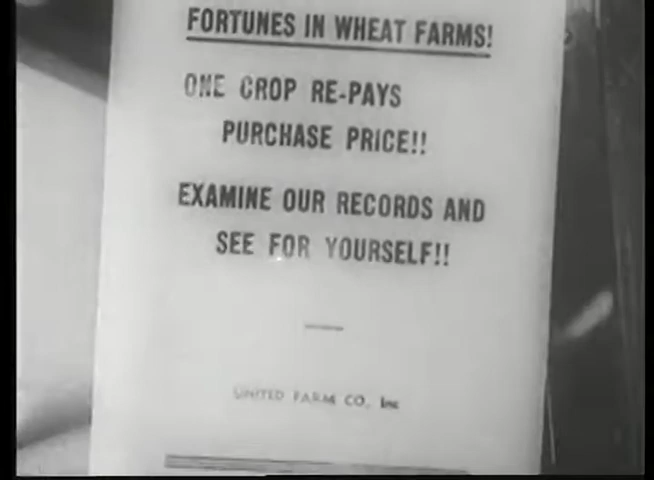 FORTUNES IN WHEAT FARMS!
ONE CROP RE-PAYS
PURCHASE PRICE!!
EXAMINE OUR RECORDS AND
SEE FOR YOURSELF!!
UNITED FARM CO., Inc